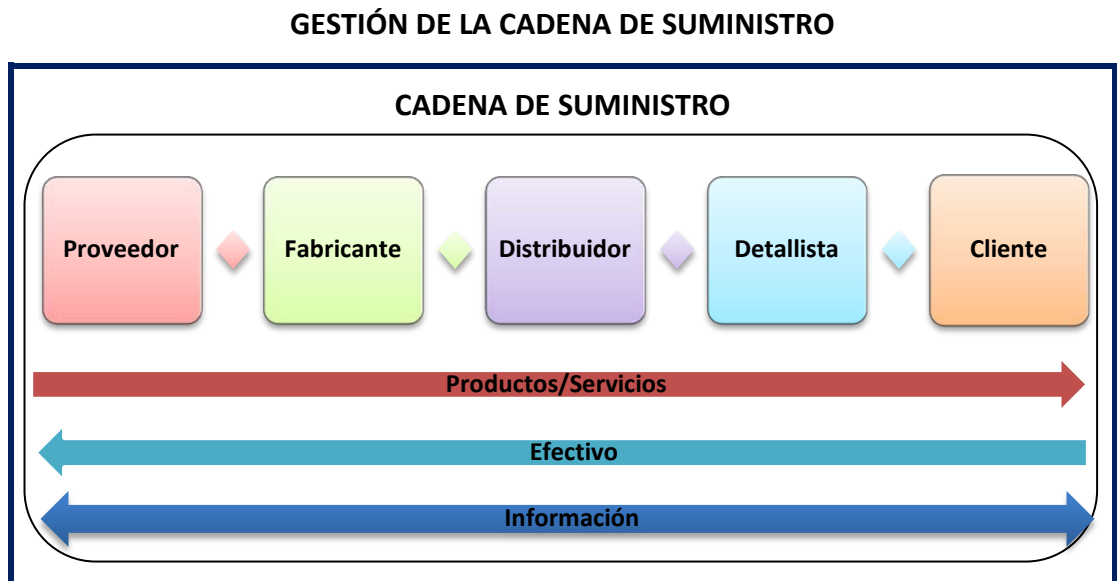 GESTIÓN DE LA CADENA DE SUMINISTRO
CADENA DE SUMINISTRO
Proveedor
Fabricante
Distribuidor
Detallista
Cliente
Productos/Servicios
Efectivo
Información